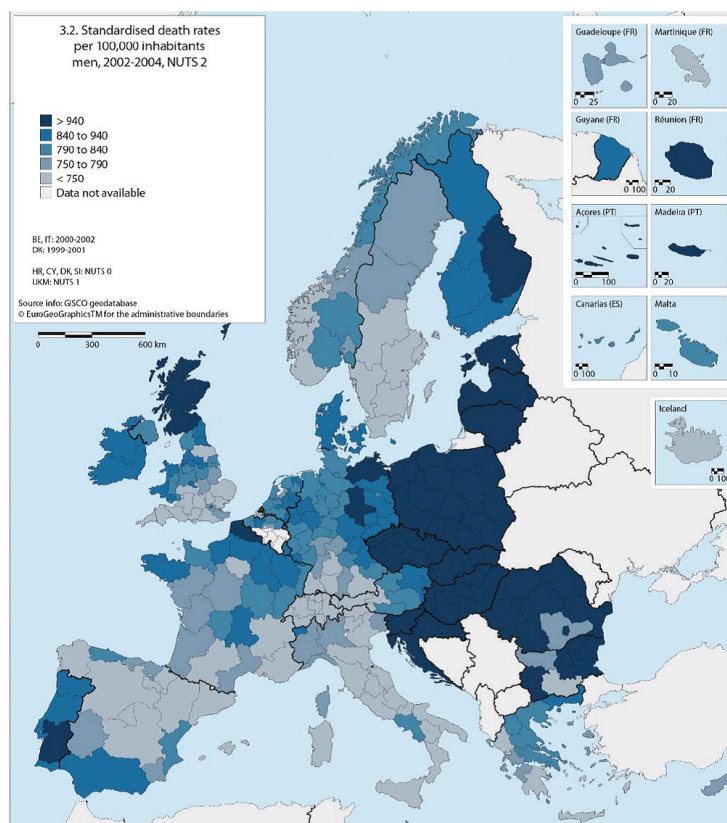 3.2. Standardised death rates
per 100,000 inhabitants
men, 2002-2004, NUTS 2
> 940
840 to 940
790 to 840
750 to 790
< 750
Data not available
BE, IT: 2000-2002
DK: 1999-2001
HR, CY, DK, SI: NUTS 0
UKM: NUTS 1
Source info: GISCO geodatabase
© EuroGeoGraphicsTM for the administrative boundaries
0 300 600 km
Guadeloupe (FR)
0 25
Martinique (FR)
0 20
Guyane (FR)
0 100
Réunion (FR)
0 20
Açores (PT)
0 100
Madeira (PT)
0 20
Canarias (ES)
0 100
Malta
0 10
Iceland
0 100